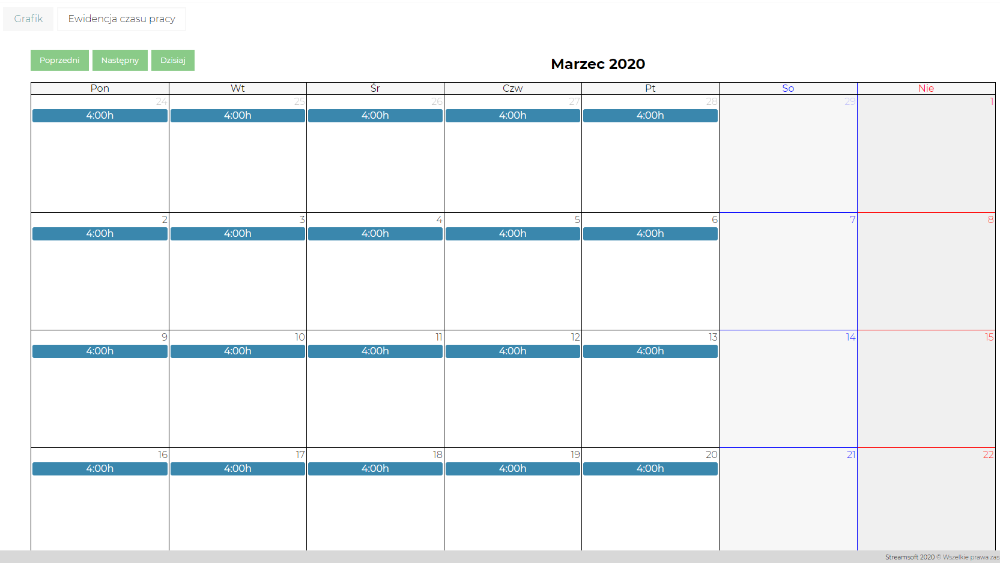 Grafik Ewidencja czasu pracy
Poprzedni Następny Dzisiaj
Marzec 2020
Pon Wt Śr Czw Pt So Nie
24 25 26 27 28 29 1
4:00h 4:00h 4:00h 4:00h 4:00h
2 3 4 5 6 7 8
4:00h 4:00h 4:00h 4:00h 4:00h
9 10 11 12 13 14 15
4:00h 4:00h 4:00h 4:00h 4:00h
16 17 18 19 20 21 22
4:00h 4:00h 4:00h 4:00h 4:00h
Streamsoft 2020 © Wszelkie prawa zas